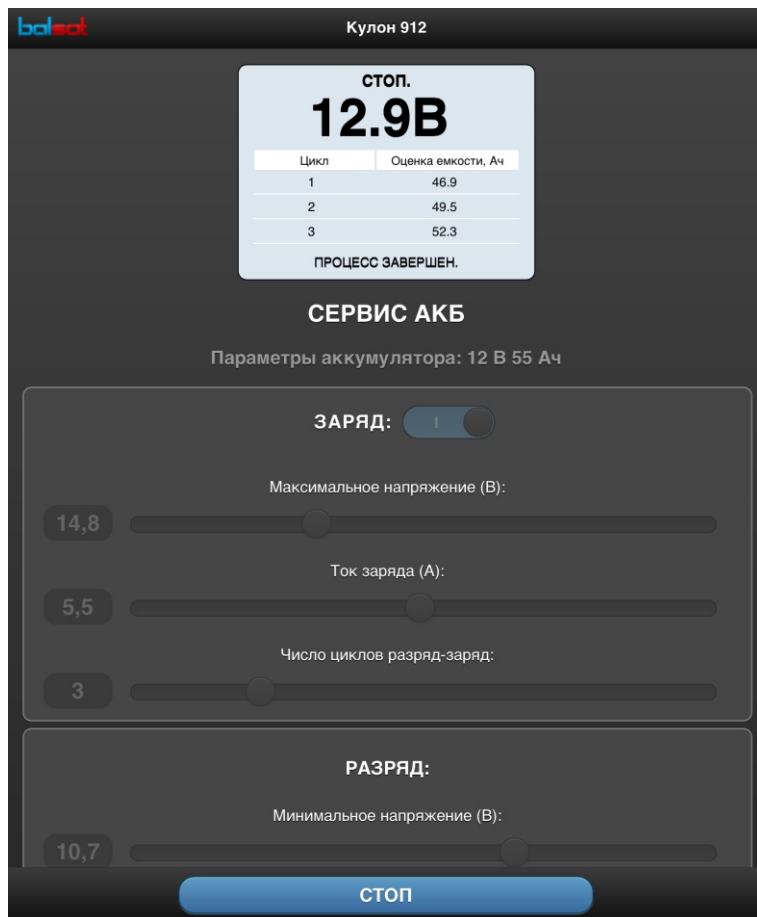 balsat
Кулон 912
СТОП.
12.9В
Цикл Оценка емкости, Ач
1 46.9
2 49.5
3 52.3
ПРОЦЕСС ЗАВЕРШЕН.
СЕРВИС АКБ
Параметры аккумулятора: 12 В 55 Ач
ЗАРЯД: I
Максимальное напряжение (В):
14,8
Ток заряда (А):
5,5
Число циклов разряд-заряд:
3
РАЗРЯД:
Минимальное напряжение (В):
10,7
СТОП